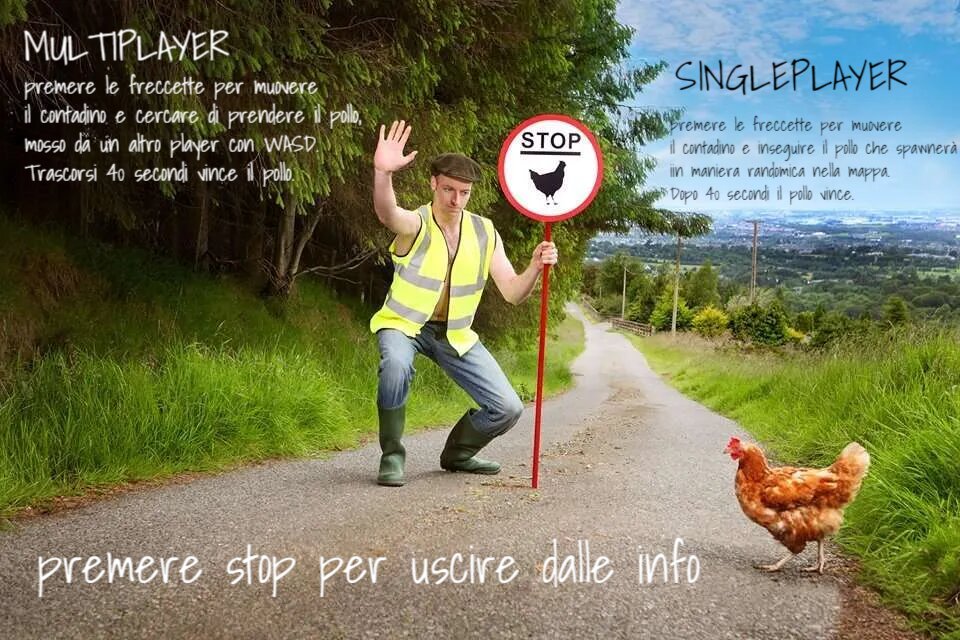 MULTIPLAYER
premere le freccette per muovere
il contadino e cercare di prendere il pollo,
mosso da un altro player con WASD.
Trascorsi 40 secondi vince il pollo.
SINGLEPLAYER
premere le freccette per muovere
il contadino e inseguire il pollo che spawnerà
iin maniera randomica nella mappa.
Dopo 40 secondi il pollo vince.
STOP
premere stop per uscire dalle info